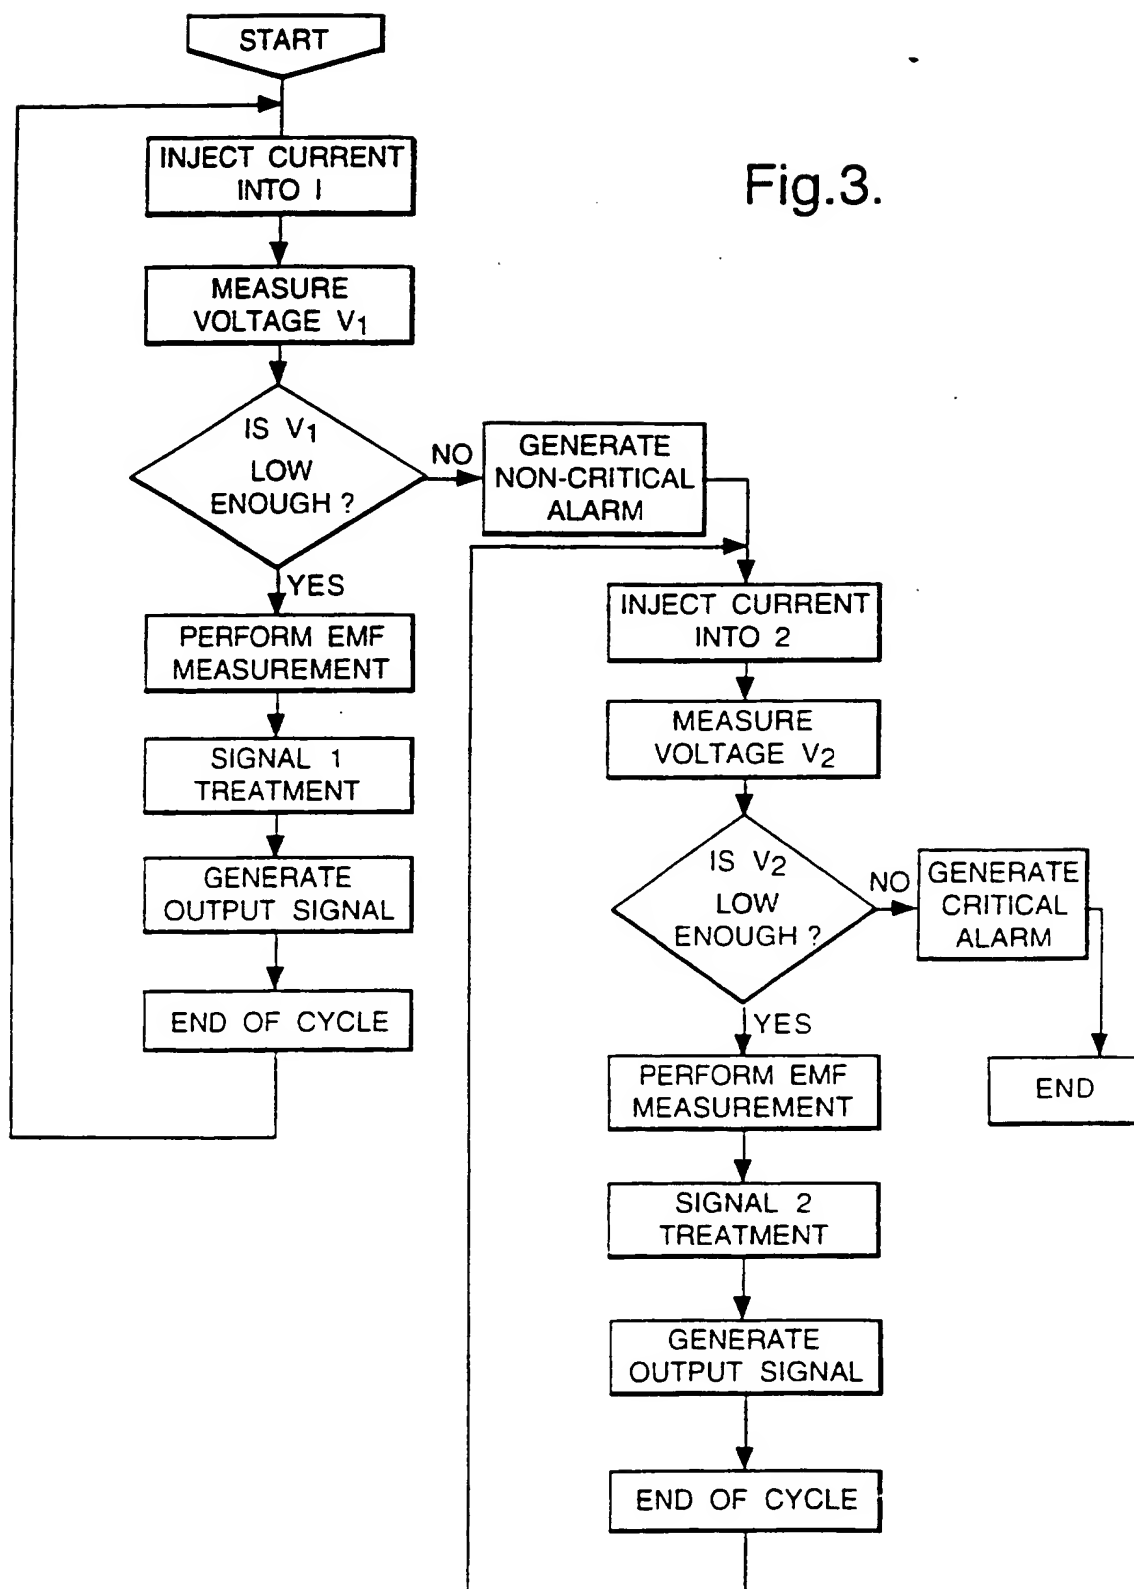 START
INJECT CURRENT
INTO I
Fig.3.
MEASURE
VOLTAGE V1
IS V1
LOW
ENOUGH ?
NO
GENERATE
NON-CRITICAL
ALARM
YES
INJECT CURRENT
INTO 2
PERFORM EMF
MEASUREMENT
MEASURE
VOLTAGE V2
SIGNAL 1
TREATMENT
IS V2
LOW
ENOUGH ?
NO
GENERATE
CRITICAL
ALARM
GENERATE
OUTPUT SIGNAL
END OF CYCLE
YES
PERFORM EMF
MEASUREMENT
END
SIGNAL 2
TREATMENT
GENERATE
OUTPUT SIGNAL
END OF CYCLE